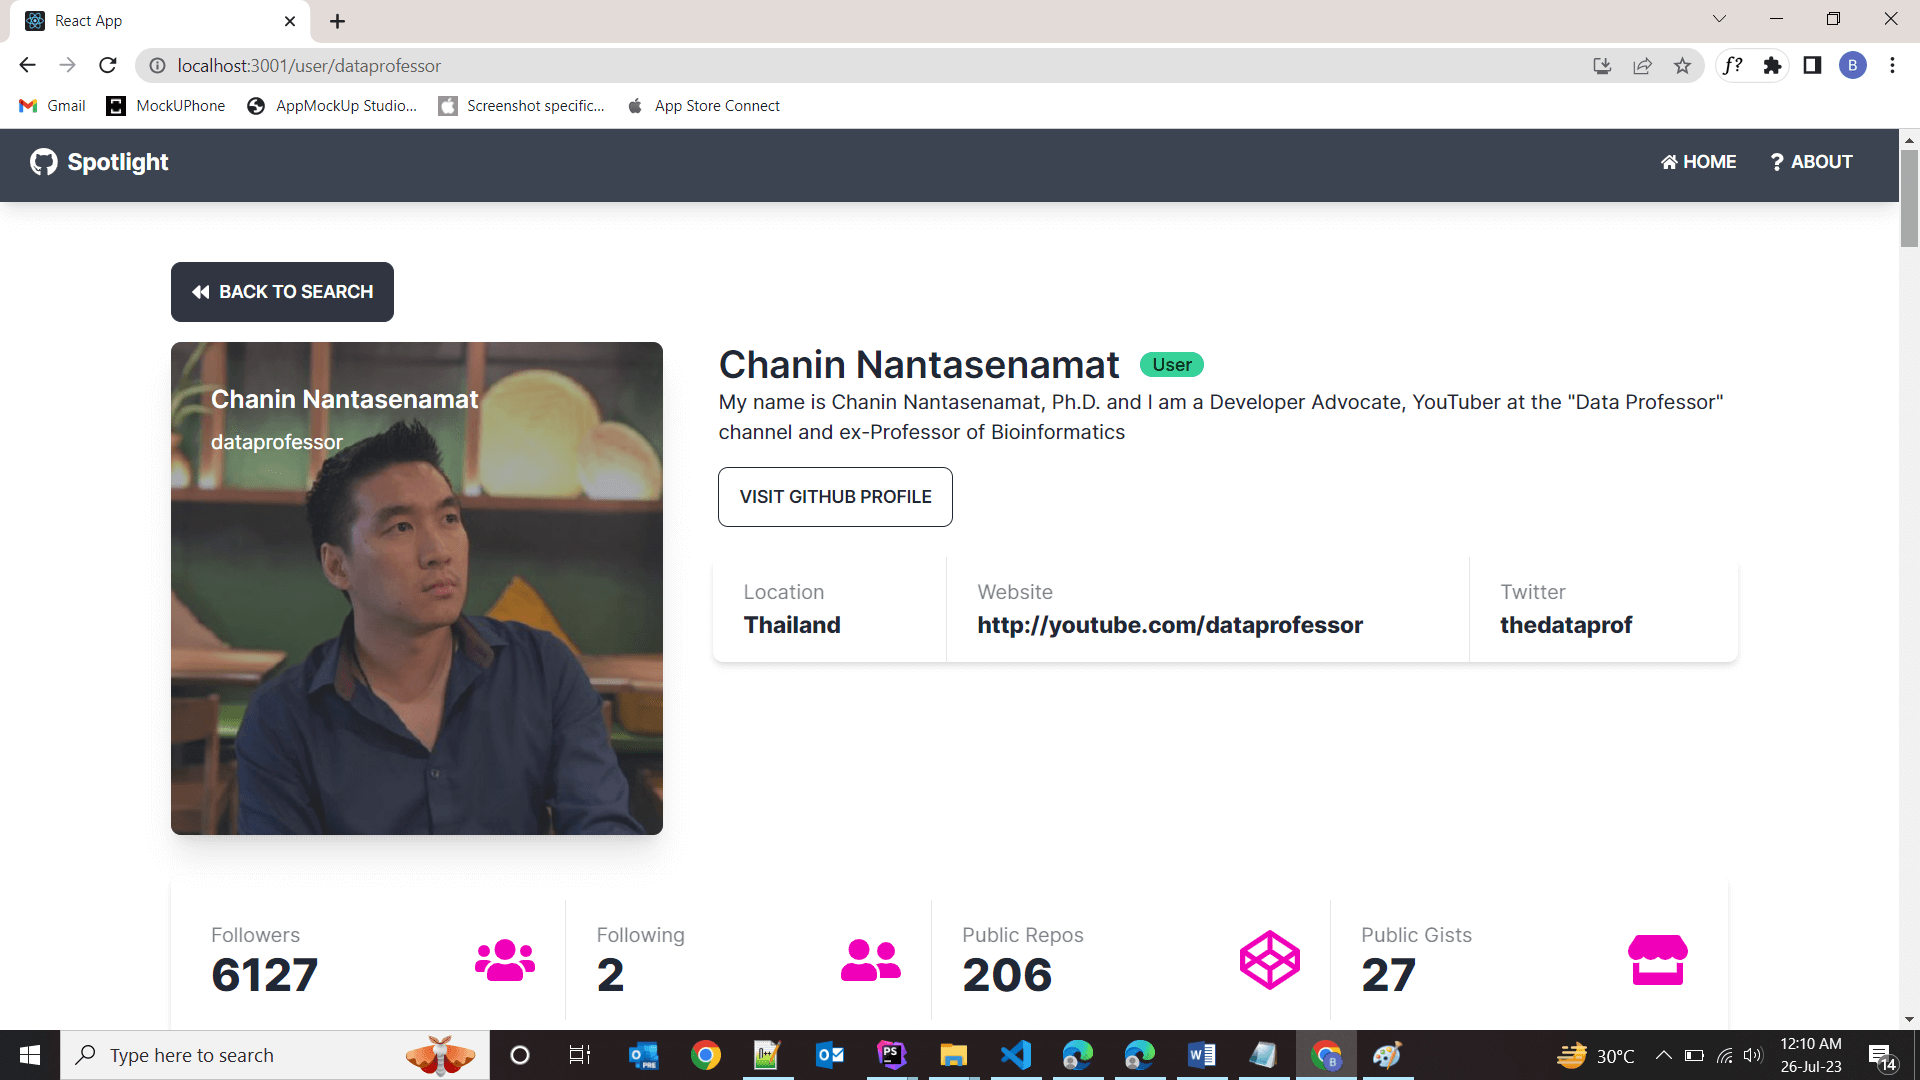 React App
localhost:3001/user/dataprofessor
f?
B
Gmail
MockUPhone
AppMockUp Studio...
Screenshot specific...
App Store Connect
Spotlight
HOME
? ABOUT
BACK TO SEARCH
Chanin Nantasenamat
dataprofessor
Chanin Nantasenamat
User
My name is Chanin Nantasenamat, Ph.D. and I am a Developer Advocate, YouTuber at the "Data Professor"
channel and ex-Professor of Bioinformatics
VISIT GITHUB PROFILE
Location
Thailand
Website
http://youtube.com/dataprofessor
Twitter
thedataprof
Followers
6127
Following
2
Public Repos
206
Public Gists
27
Type here to search
PRE
PS
W
B
30°C
12:10 AM
26-Jul-23
14